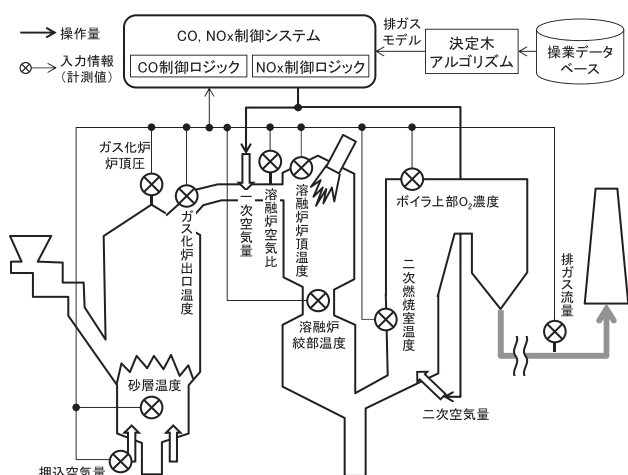 操作量
入力情報
(計測値)
CO, NOx制御システム
CO制御ロジック
NOx制御ロジック
排ガス
モデル
決定木
アルゴリズム
操業データ
ベース
ガス化炉
炉頂圧
ガス化炉出口温度
一次空気量
溶融炉空気比
溶融炉炉頂温度
ボイラ上部O₂濃度
二次燃焼室温度
排ガス流量
溶融炉
絞部温度
砂層温度
二次空気量
押込空気量